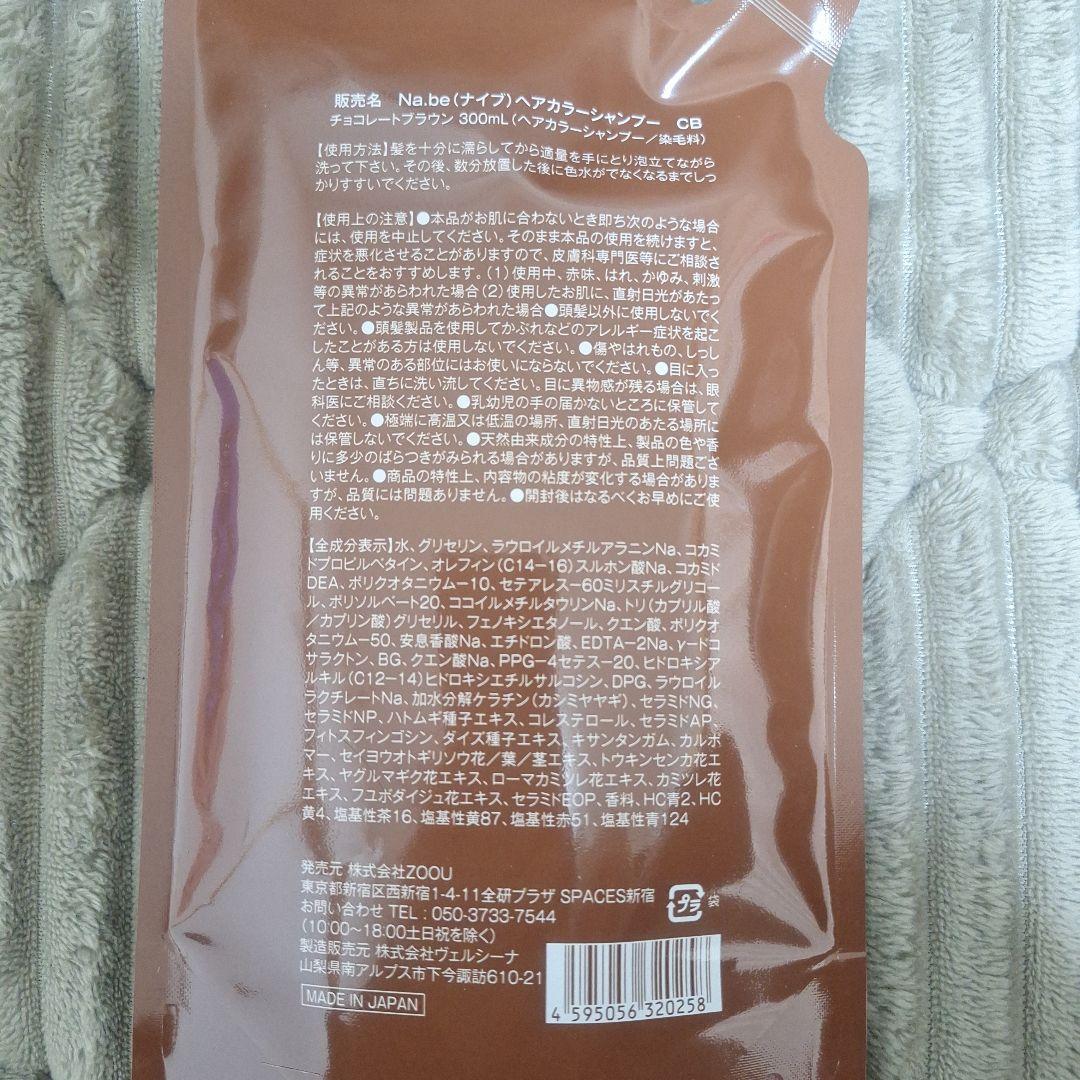 販売名　Na.be（ナイブ）ヘアカラーシャンプー　CB
チョコレートブラウン 300mL（ヘアカラーシャンプー／染毛料）
【使用方法】髪を十分に濡らしてから適量を手にとり泡立てながら
洗って下さい。その後、数分放置した後に色水がでなくなるまでしっ
かりすすいでください。
【使用上の注意】●本品がお肌に合わないとき即ち次のような場合
には、使用を中止してください。そのまま本品の使用を続けますと、
症状を悪化させることがありますので、皮膚科専門医等にご相談さ
れることをおすすめします。（1）使用中、赤味、はれ、かゆみ、刺激
等の異常があらわれた場合（2）使用したお肌に、直射日光があたっ
て上記のような異常があらわれた場合●頭髪以外に使用しないでく
ださい。●頭髪製品を使用してかぶれなどのアレルギー症状を起こ
したことがある方は使用しないでください。●傷やはれもの、しっし
ん等、異常のある部位にはお使いにならないでください。●目に入っ
たときは、直ちに洗い流してください。目に異物感が残る場合は、眼
科医にご相談ください。●乳幼児の手の届かないところに保管して
ください。●極端に高温又は低温の場所、直射日光のあたる場所に
は保管しないでください。●天然由来成分の特性上、製品の色や香
りに多少のばらつきがみられる場合がありますが、品質上問題ござ
いません。●商品の特性上、内容物の粘度が変化する場合がありま
すが、品質には問題ありません。●開封後はなるべくお早めにご使
用ください。
【全成分表示】水、グリセリン、ラウロイルメチルアラニンNa、コカミ
ドプロピルベタイン、オレフィン（C14－16）スルホン酸Na、コカミド
DEA、ポリクオタニウム－10、セテアレス－60ミリスチルグリコー
ル、ポリソルベート20、ココイルメチルタウリンNa、トリ（カプリル酸
／カプリン酸）グリセリル、フェノキシエタノール、クエン酸、ポリクオ
タニウム－50、安息香酸Na、エチドロン酸、EDTA－2Na、γ－ドコ
サラクトン、BG、クエン酸Na、PPG－4セテス－20、ヒドロキシア
ルキル（C12－14）ヒドロキシエチルサルコシン、DPG、ラウロイル
ラクチレートNa、加水分解ケラチン（カシミヤヤギ）、セラミドNG、
セラミドNP、ハトムギ種子エキス、コレステロール、セラミドAP、
フィトスフィンゴシン、ダイズ種子エキス、キサンタンガム、カルボ
マー、セイヨウオトギリソウ花／葉／茎エキス、トウキンセンカ花エ
キス、ヤグルマギク花エキス、ローマカミツレ花エキス、カミツレ花
エキス、フユボダイジュ花エキス、セラミドEOP、香料、HC青2、HC
黄4、塩基性茶16、塩基性黄87、塩基性赤51、塩基性青124
発売元 株式会社ZOOU
東京都新宿区西新宿1-4-11全研プラザ SPACES新宿
お問い合わせ TEL：050-3733-7544
（10:00～18:00土日祝を除く）
製造販売元 株式会社ヴェルシーナ
山梨県南アルプス市下今諏訪610-21
MADE IN JAPAN
プラ
袋
4 595056 320258